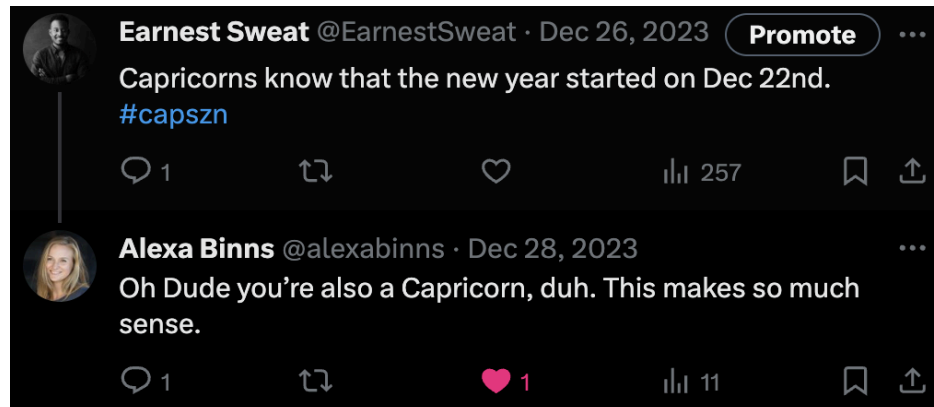 Earnest Sweat @EarnestSweat · Dec 26, 2023 Promote
Capricorns know that the new year started on Dec 22nd.
#capszn
1 257
Alexa Binns @alexabinns · Dec 28, 2023
Oh Dude you’re also a Capricorn, duh. This makes so much
sense.
1 1 11